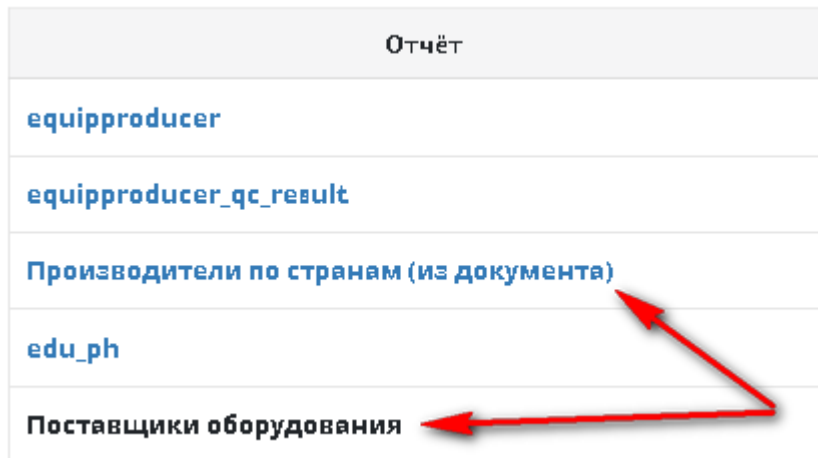 Отчёт
equipproducer
equipproducer_qc_result
Производители по странам (из документа)
edu_ph
Поставщики оборудования